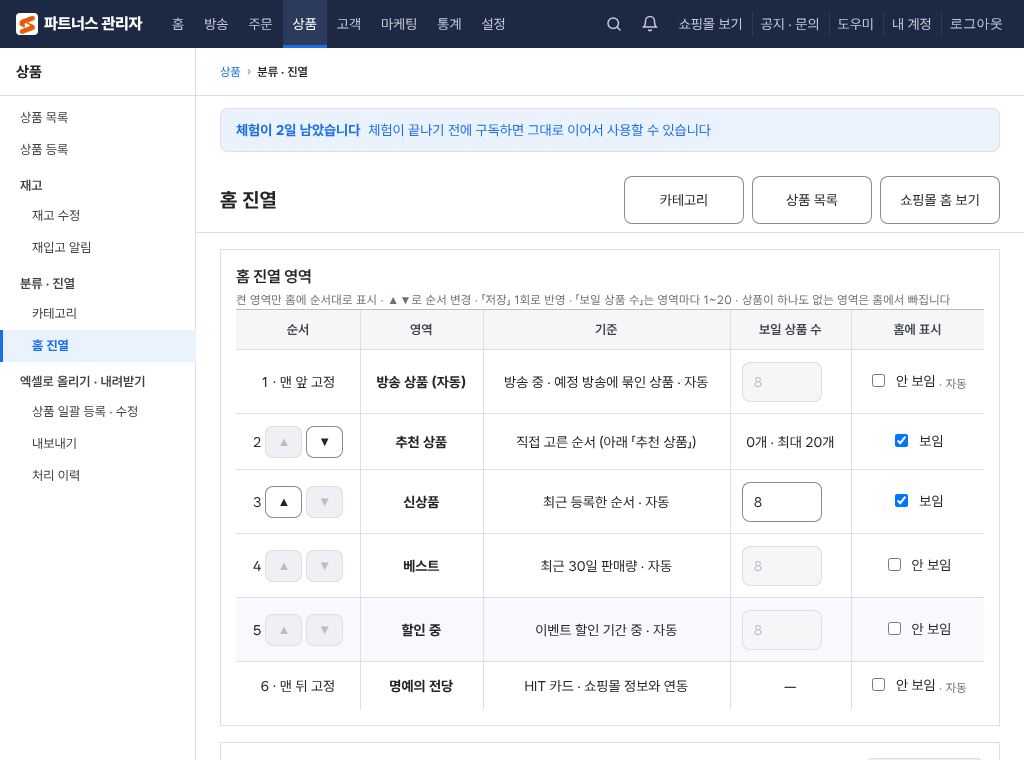 파트너스 관리자 홈 방송 주문 상품 고객 마케팅 통계 설정 쇼핑몰 보기 공지 · 문의 도우미 내 계정 로그아웃
상품
상품 목록
상품 등록
재고
재고 수정
재입고 알림
분류 · 진열
카테고리
홈 진열
엑셀로 올리기 · 내려받기
상품 일괄 등록 · 수정
내보내기
처리 이력
상품 › 분류 · 진열
체험이 2일 남았습니다 체험이 끝나기 전에 구독하면 그대로 이어서 사용할 수 있습니다
홈 진열 카테고리 상품 목록 쇼핑몰 홈 보기
홈 진열 영역
켠 영역만 홈에 순서대로 표시 · ▲▼로 순서 변경 · 「저장」 1회로 반영 · 「보일 상품 수」는 영역마다 1~20 · 상품이 하나도 없는 영역은 홈에서 빠집니다
순서 영역 기준 보일 상품 수 홈에 표시
1 · 맨 앞 고정 방송 상품 (자동) 방송 중 · 예정 방송에 묶인 상품 · 자동 8 안 보임 · 자동
2 ▲ ▼ 추천 상품 직접 고른 순서 (아래 「추천 상품」) 0개 · 최대 20개 보임
3 ▲ ▼ 신상품 최근 등록한 순서 · 자동 8 보임
4 ▲ ▼ 베스트 최근 30일 판매량 · 자동 8 안 보임
5 ▲ ▼ 할인 중 이벤트 할인 기간 중 · 자동 8 안 보임
6 · 맨 뒤 고정 명예의 전당 HIT 카드 · 쇼핑몰 정보와 연동 — 안 보임 · 자동